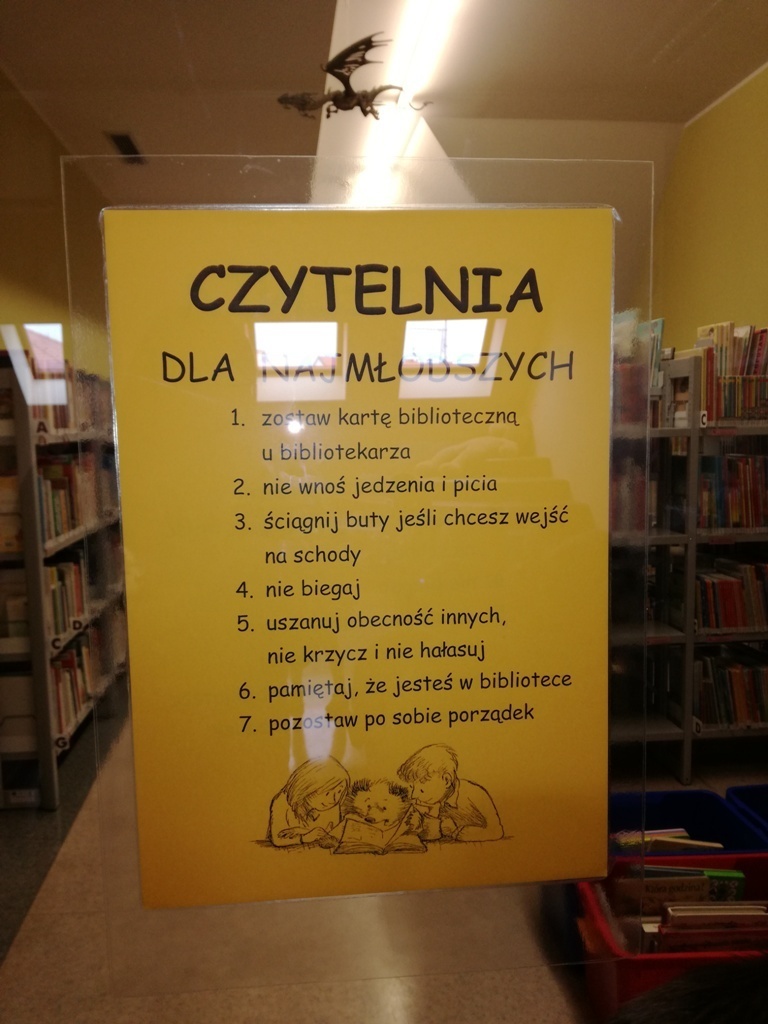 CZYTELNIA
DLA NAJMŁODSZYCH
1. zostaw kartę biblioteczną
u bibliotekarza
2. nie wnoś jedzenia i picia
3. ściągnij buty jeśli chcesz wejść
na schody
4. nie biegaj
5. uszanuj obecność innych,
nie krzycz i nie hałasuj
6. pamiętaj, że jesteś w bibliotece
7. pozostaw po sobie porządek
A
C
D
G
C
D